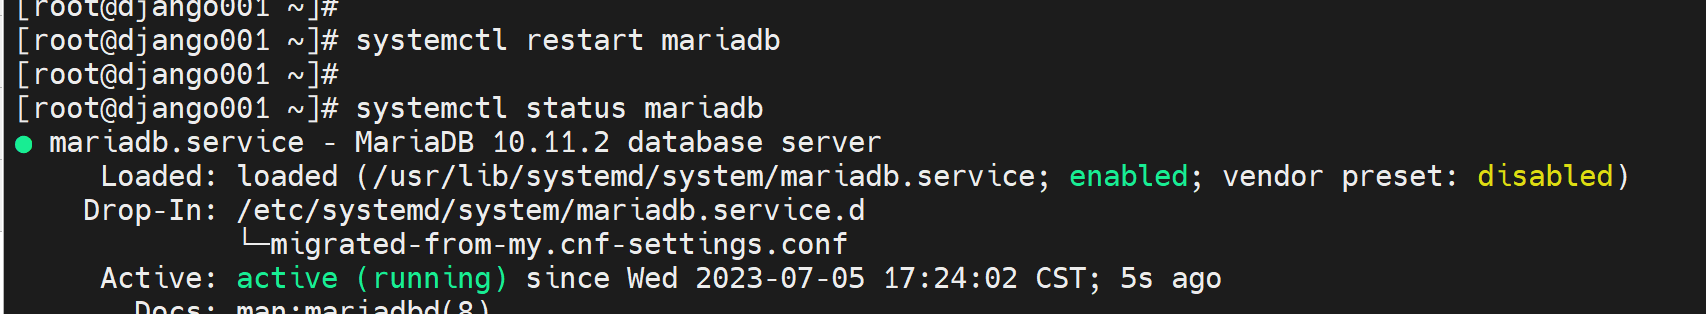 [root@django001 ~]#
[root@django001 ~]# systemctl restart mariadb
[root@django001 ~]#
[root@django001 ~]# systemctl status mariadb
● mariadb.service - MariaDB 10.11.2 database server
     Loaded: loaded (/usr/lib/systemd/system/mariadb.service; enabled; vendor preset: disabled)
    Drop-In: /etc/systemd/system/mariadb.service.d
             └─migrated-from-my.cnf-settings.conf
     Active: active (running) since Wed 2023-07-05 17:24:02 CST; 5s ago
       Docs: man:mariadbd(8)